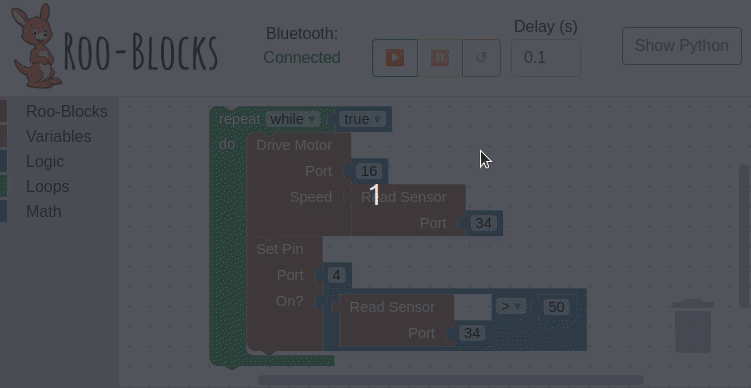 Roo-Blocks
Bluetooth:
Connected
Delay (s)
0.1
Show Python
Roo-Blocks
Variables
Logic
Loops
Math
repeat while ▾ true ▾
do Drive Motor
Port 16
1
Speed Read Sensor
Port 34
Set Pin
Port 4
On? Read Sensor > ▾ 50
Port 34